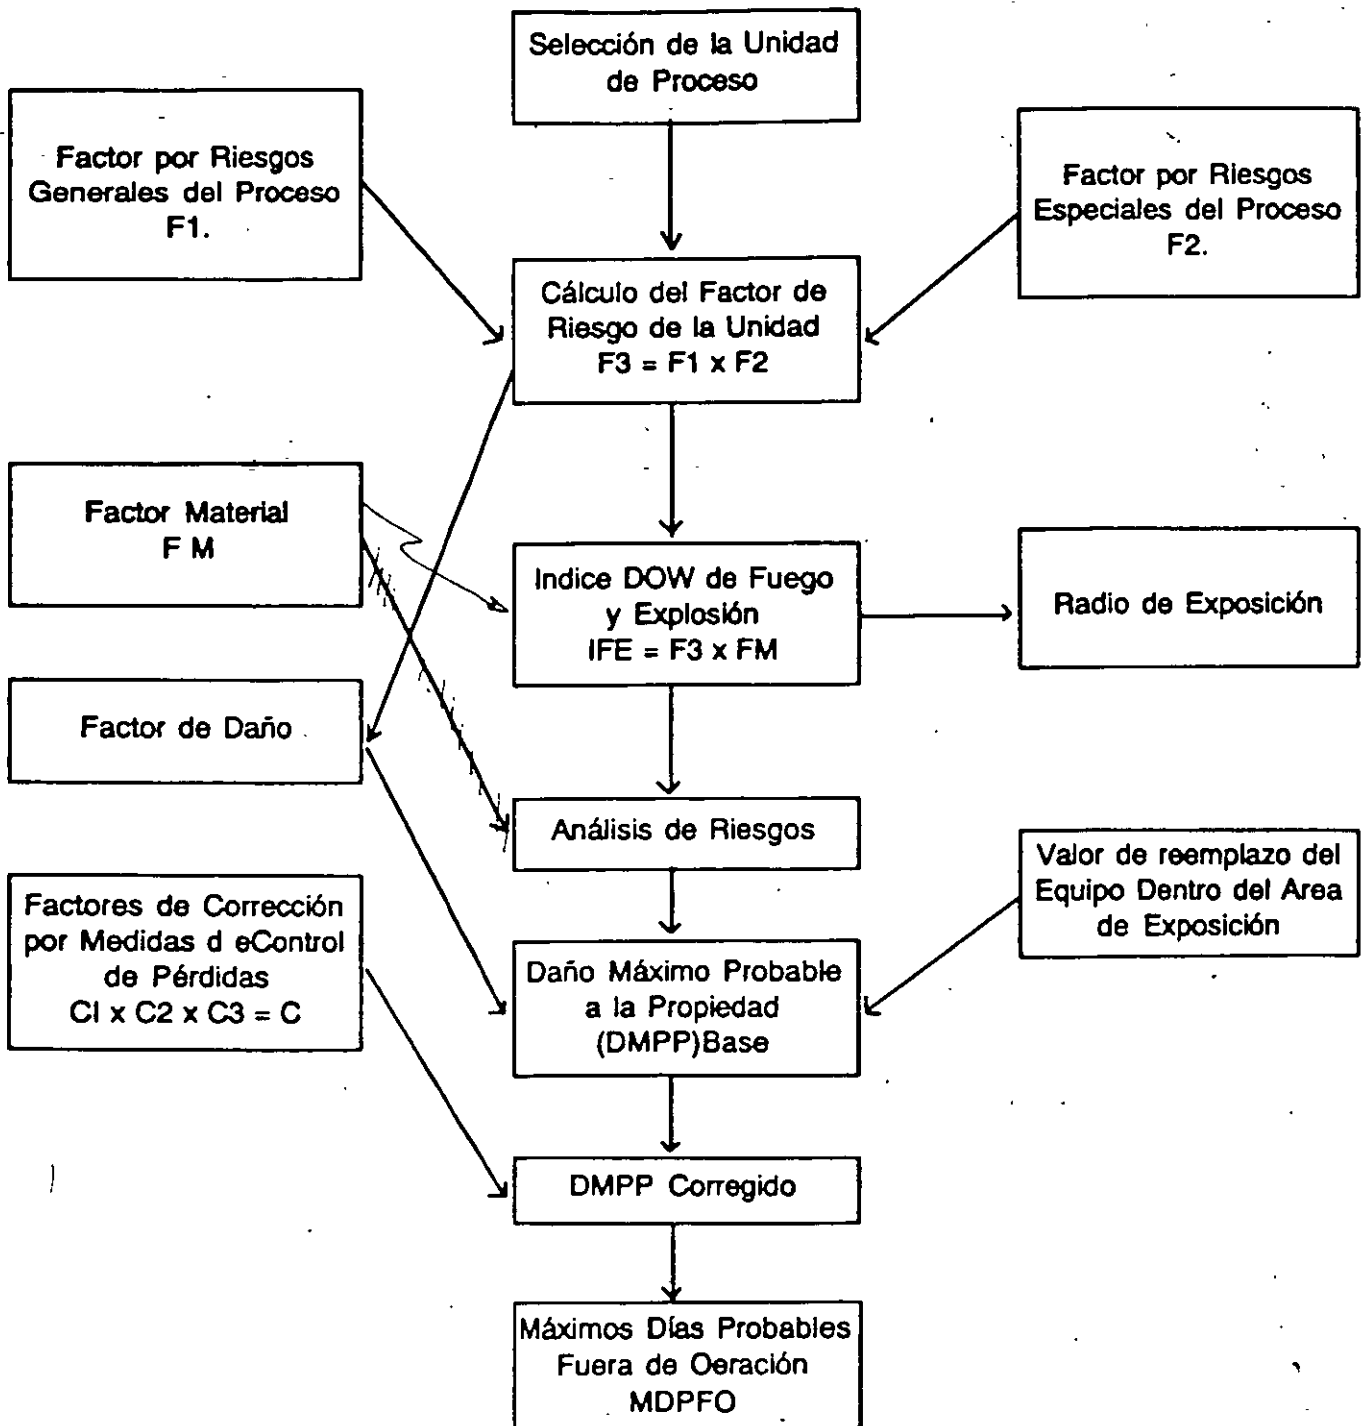 Selección de la Unidad
de Proceso
Factor por Riesgos
Generales del Proceso
F1.
Factor por Riesgos
Especiales del Proceso
F2.
Cálculo del Factor de
Riesgo de la Unidad
F3 = F1 x F2
Factor Material
F M
Indice DOW de Fuego
y Explosión
IFE = F3 x FM
Radio de Exposición
Factor de Daño
Análisis de Riesgos
Valor de reemplazo del
Equipo Dentro del Area
de Exposición
Factores de Corrección
por Medidas d eControl
de Pérdidas
CI x C2 x C3 = C
Daño Máximo Probable
a la Propiedad
(DMPP)Base
DMPP Corregido
Máximos Días Probables
Fuera de Oeración
MDPFO